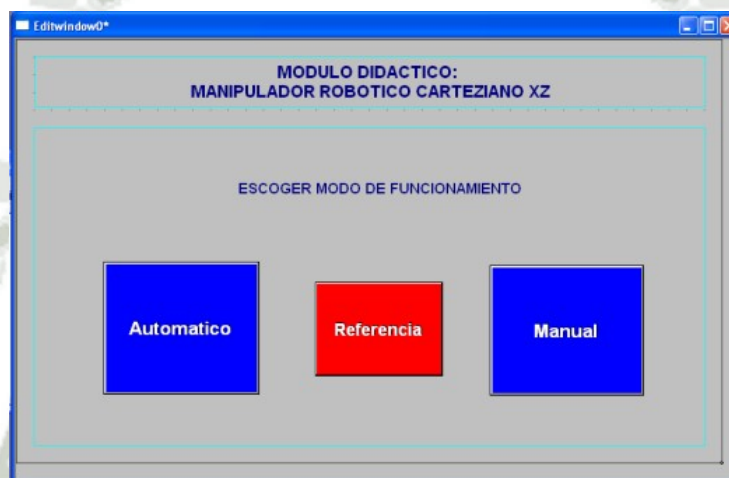 Editwindow0*
MODULO DIDACTICO:
MANIPULADOR ROBOTICO CARTEZIANO XZ
ESCOGER MODO DE FUNCIONAMIENTO
Automatico
Referencia
Manual